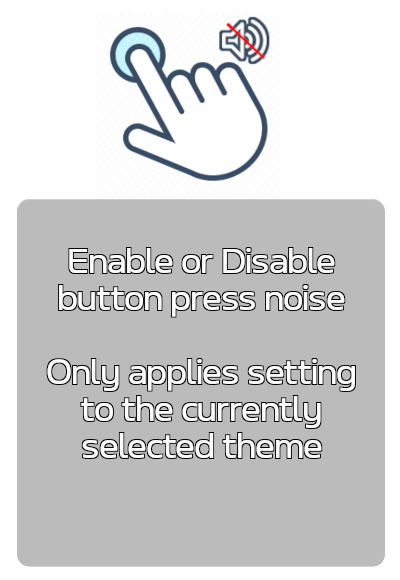 Enable or Disable
button press noise
Only applies setting
to the currently
selected theme